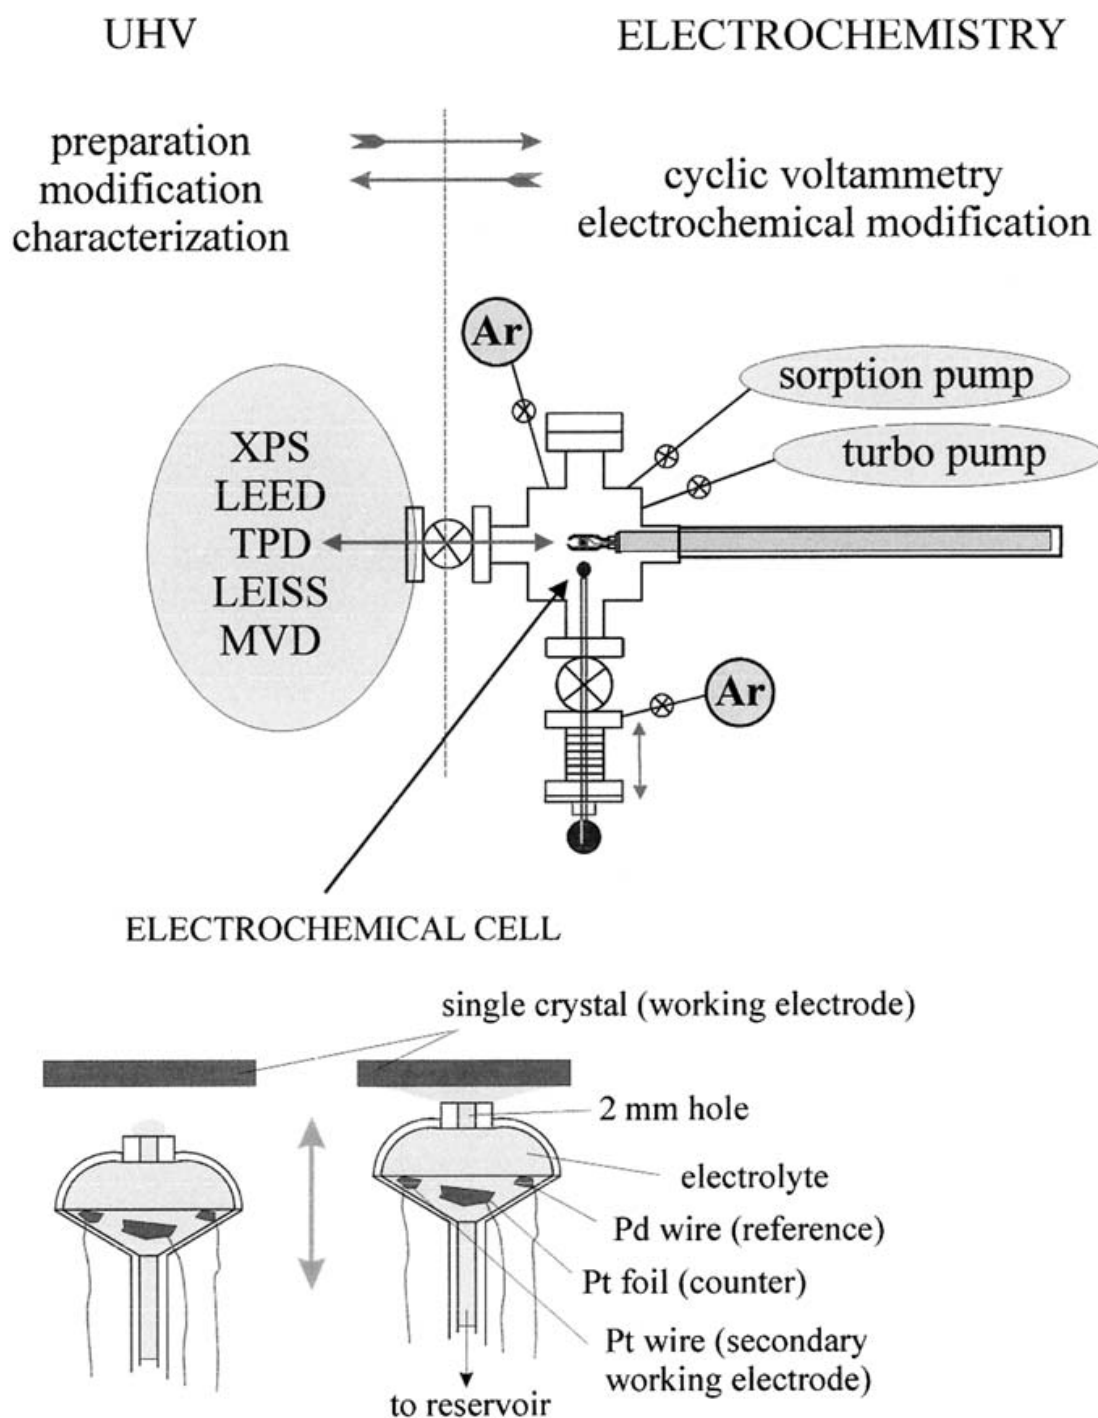 UHV
ELECTROCHEMISTRY
preparation
modification
characterization
cyclic voltammetry
electrochemical modification
Ar
sorption pump
turbo pump
XPS
LEED
TPD
LEISS
MVD
Ar
ELECTROCHEMICAL CELL
single crystal (working electrode)
2 mm hole
electrolyte
Pd wire (reference)
Pt foil (counter)
Pt wire (secondary
working electrode)
to reservoir